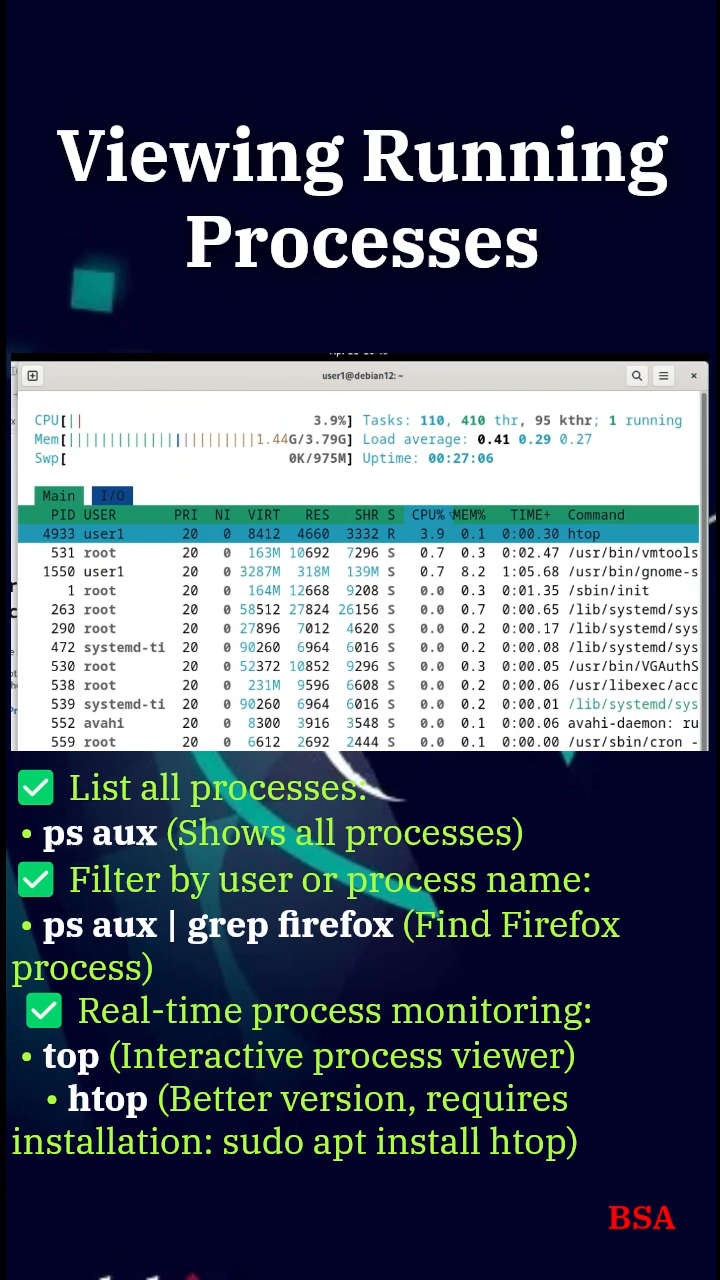 Viewing Running
Processes
user1@debian12: ~
CPU[|| 3.9%] Tasks: 110, 410 thr, 95 kthr; 1 running
Mem[||||||||||||||||||||||||1.44G/3.79G] Load average: 0.41 0.29 0.27
Swp[ 0K/975M] Uptime: 00:27:06
Main I/O
PID USER PRI NI VIRT RES SHR S CPU%▽MEM% TIME+ Command
4933 user1 20 0 8412 4660 3332 R 3.9 0.1 0:00.30 htop
531 root 20 0 163M 10692 7296 S 0.7 0.3 0:02.47 /usr/bin/vmtools
1550 user1 20 0 3287M 318M 139M S 0.7 8.2 1:05.68 /usr/bin/gnome-s
1 root 20 0 164M 12668 9208 S 0.0 0.3 0:01.35 /sbin/init
263 root 20 0 58512 27824 26156 S 0.0 0.7 0:00.65 /lib/systemd/sys
290 root 20 0 27896 7012 4620 S 0.0 0.2 0:00.17 /lib/systemd/sys
472 systemd-ti 20 0 90260 6964 6016 S 0.0 0.2 0:00.08 /lib/systemd/sys
530 root 20 0 52372 10852 9296 S 0.0 0.3 0:00.05 /usr/bin/VGAuthS
538 root 20 0 231M 9596 6608 S 0.0 0.2 0:00.06 /usr/libexec/acc
539 systemd-ti 20 0 90260 6964 6016 S 0.0 0.2 0:00.01 /lib/systemd/sys
552 avahi 20 0 8300 3916 3548 S 0.0 0.1 0:00.06 avahi-daemon: ru
559 root 20 0 6612 2692 2444 S 0.0 0.1 0:00.00 /usr/sbin/cron -
✅ List all processes:
• ps aux (Shows all processes)
✅ Filter by user or process name:
• ps aux | grep firefox (Find Firefox
process)
✅ Real-time process monitoring:
• top (Interactive process viewer)
• htop (Better version, requires
installation: sudo apt install htop)
BSA